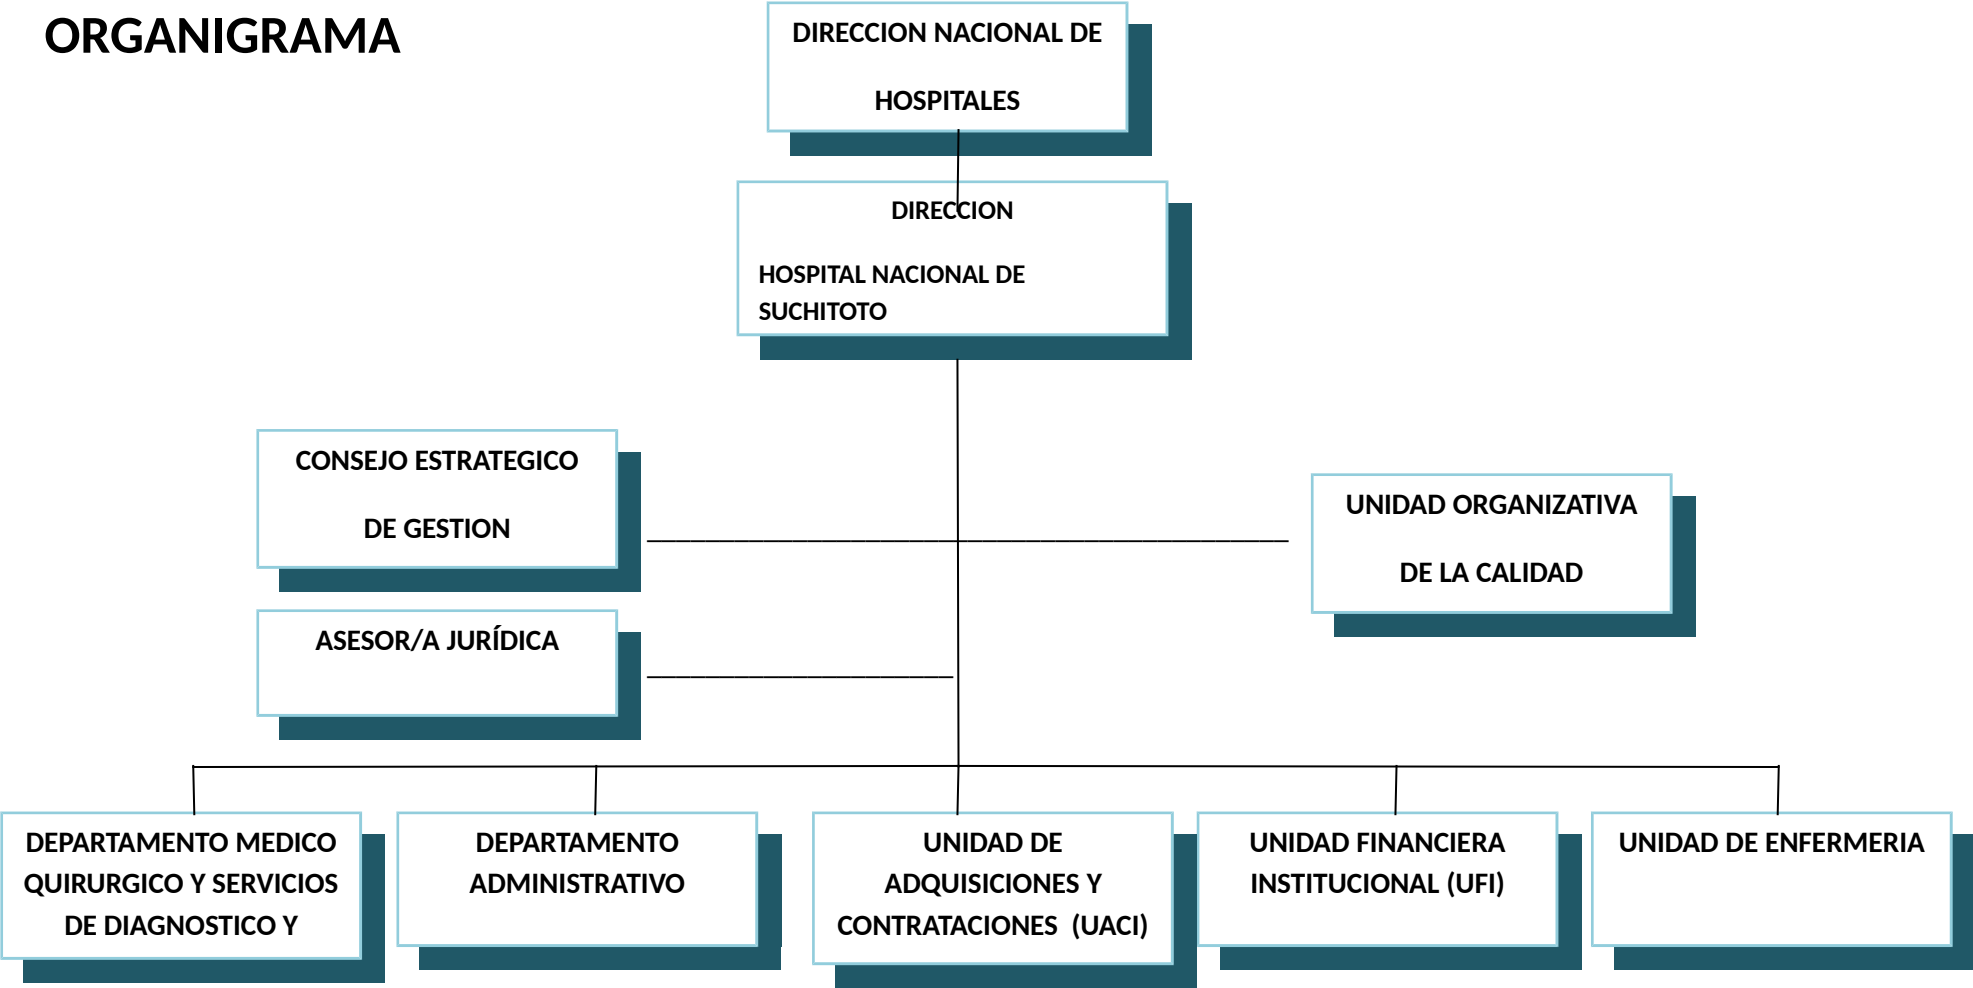 ORGANIGRAMA
DIRECCION NACIONAL DE
HOSPITALES
DIRECCION
HOSPITAL NACIONAL DE
SUCHITOTO
CONSEJO ESTRATEGICO
DE GESTION
UNIDAD ORGANIZATIVA
DE LA CALIDAD
ASESOR/A JURÍDICA
DEPARTAMENTO MEDICO
QUIRURGICO Y SERVICIOS
DE DIAGNOSTICO Y
DEPARTAMENTO
ADMINISTRATIVO
UNIDAD DE
ADQUISICIONES Y
CONTRATACIONES  (UACI)
UNIDAD FINANCIERA
INSTITUCIONAL (UFI)
UNIDAD DE ENFERMERIA